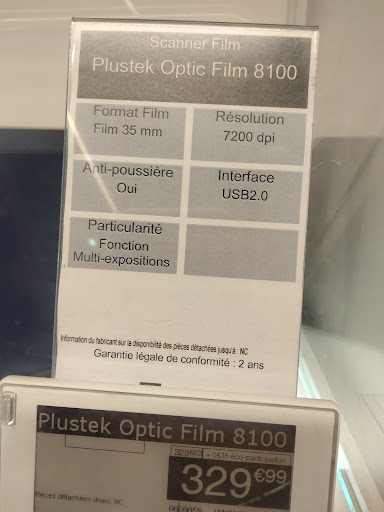 Scanner Film
Plustek Optic Film 8100
Format Film
Film 35 mm
Résolution
7200 dpi
Anti-poussière
Oui
Interface
USB2.0
Particularité
Fonction
Multi-expositions
Information du fabricant sur la disponibilité des pièces détachées jusqu'à : NC
Garantie légale de conformité : 2 ans
Plustek Optic Film 8100
éco-participation
329€99
Pièces détachées dispo :NC